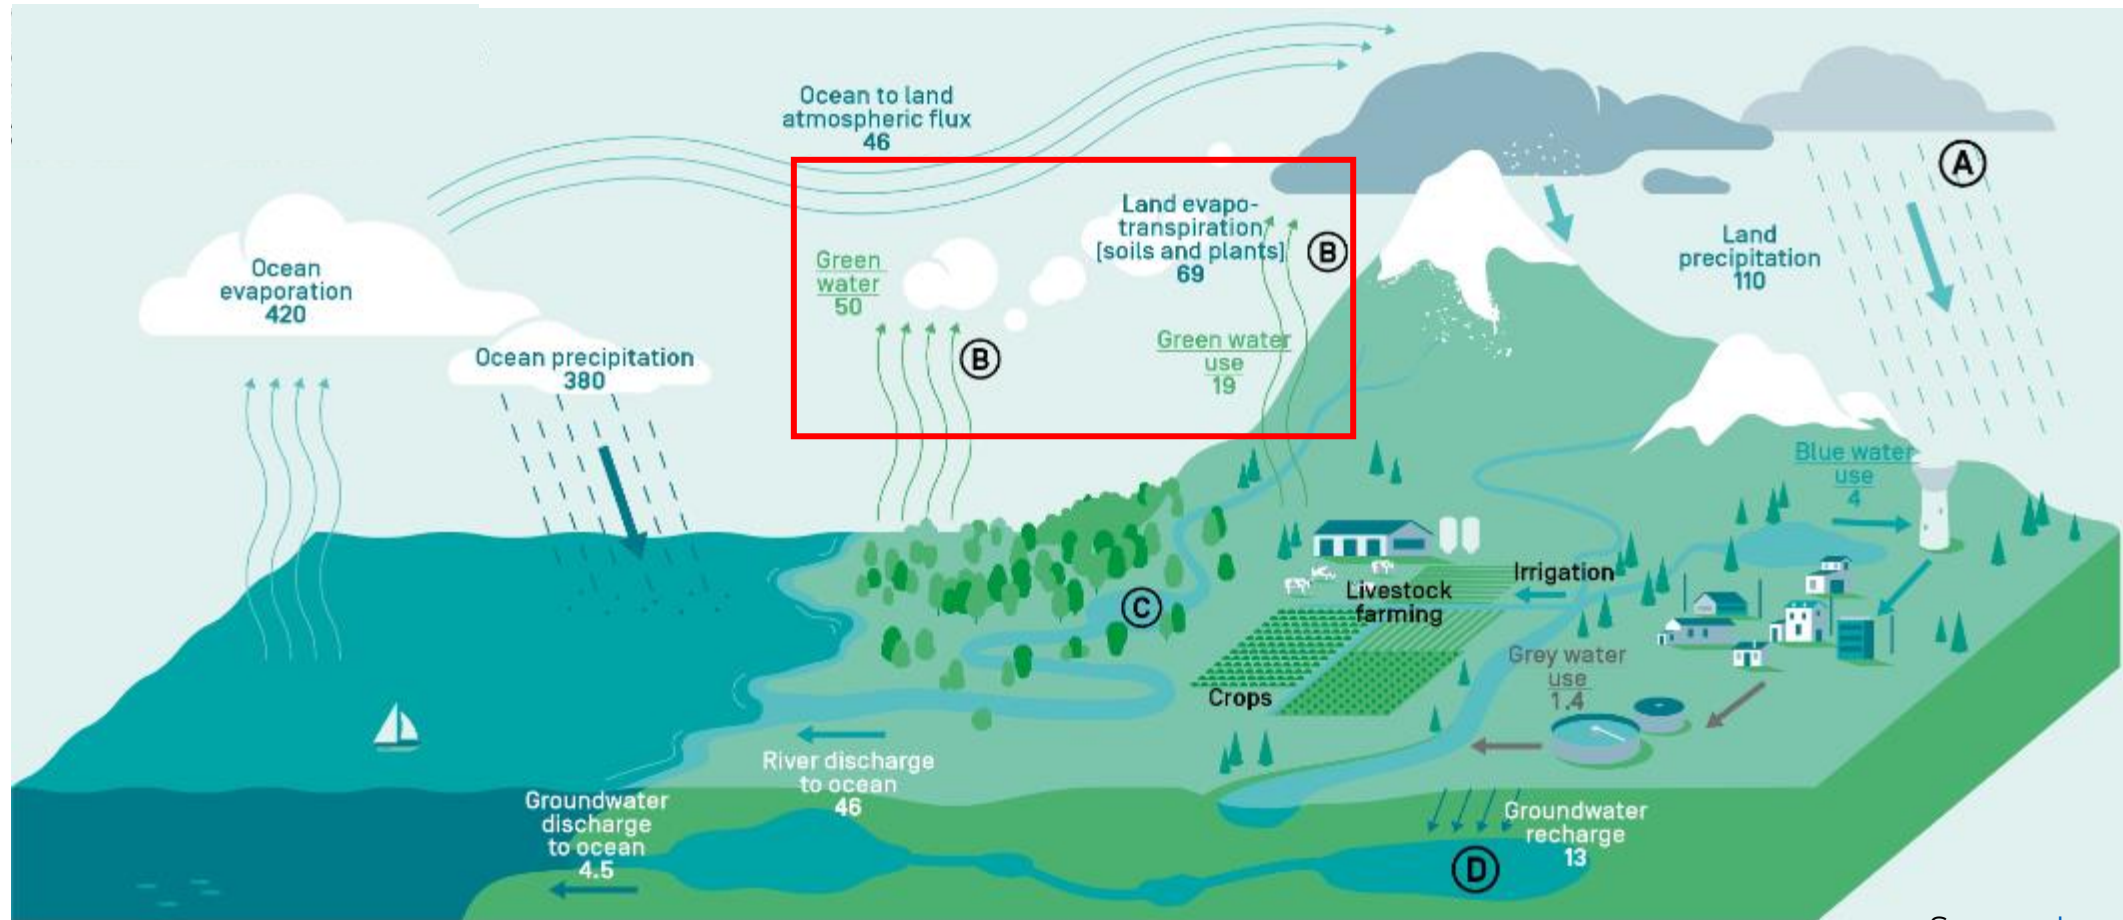 Ocean to land
atmospheric flux
46
A
Land evapo-
transpiration
[soils and plants]
69
B
Land
precipitation
110
Green
water
50
Ocean
evaporation
420
B
Green water
use
19
Ocean precipitation
380
Blue water
use
4
Irrigation
Livestock
farming
C
Grey water
use
1.4
Crops
River discharge
to ocean
46
Groundwater
discharge
to ocean
4.5
Groundwater
recharge
13
D